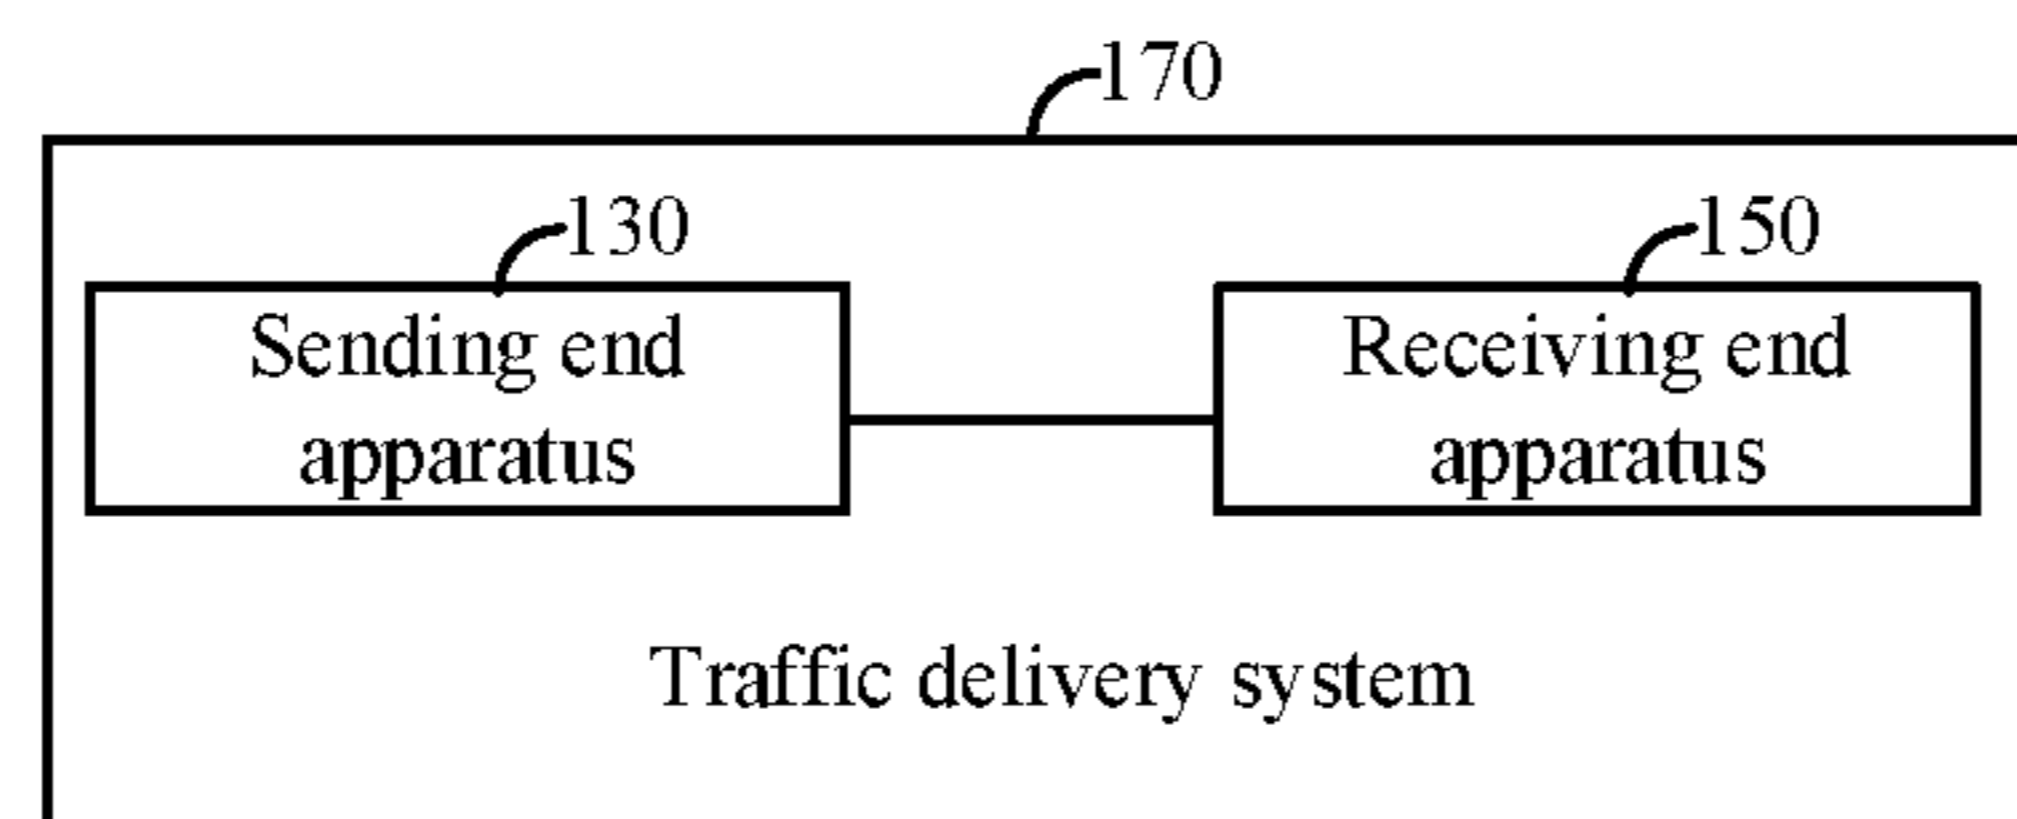 170
130
150
Sending end
apparatus
Receiving end
apparatus
Traffic delivery system